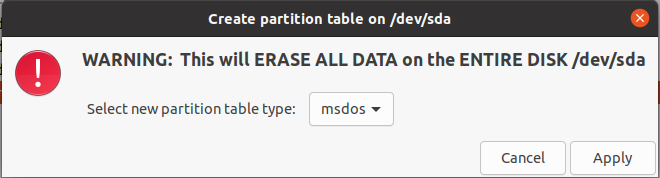 Create partition table on /dev/sda
WARNING: This will ERASE ALL DATA on the ENTIRE DISK /dev/sda
Select new partition table type: msdos
Cancel Apply